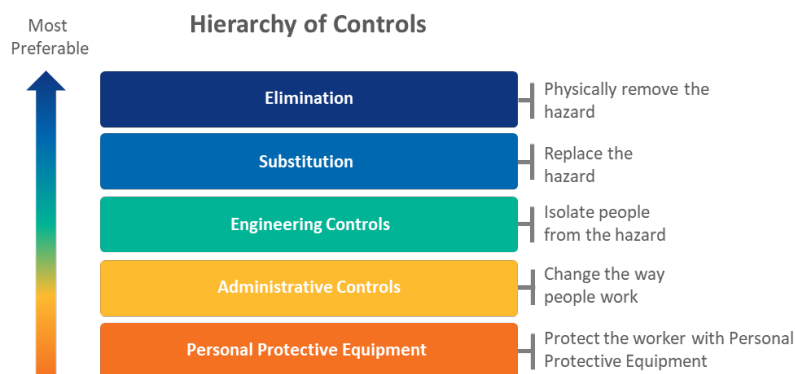 Most
Preferable
Hierarchy of Controls
Elimination
Physically remove the
hazard
Substitution
Replace the
hazard
Engineering Controls
Isolate people
from the hazard
Administrative Controls
Change the way
people work
Personal Protective Equipment
Protect the worker with Personal
Protective Equipment